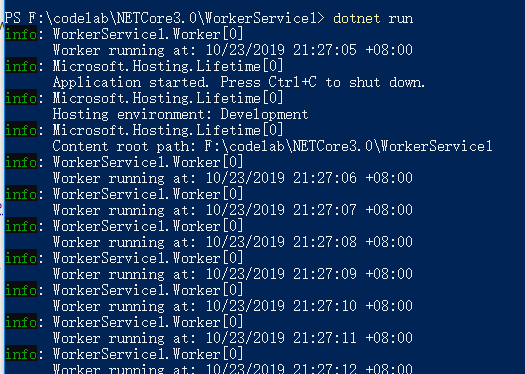 PS F:\codelab\NETCore3.0\WorkerService1> dotnet run
info: WorkerService1.Worker[0]
Worker running at: 10/23/2019 21:27:05 +08:00
info: Microsoft.Hosting.Lifetime[0]
Application started. Press Ctrl+C to shut down.
info: Microsoft.Hosting.Lifetime[0]
Hosting environment: Development
info: Microsoft.Hosting.Lifetime[0]
Content root path: F:\codelab\NETCore3.0\WorkerService1
info: WorkerService1.Worker[0]
Worker running at: 10/23/2019 21:27:06 +08:00
info: WorkerService1.Worker[0]
Worker running at: 10/23/2019 21:27:07 +08:00
info: WorkerService1.Worker[0]
Worker running at: 10/23/2019 21:27:08 +08:00
info: WorkerService1.Worker[0]
Worker running at: 10/23/2019 21:27:09 +08:00
info: WorkerService1.Worker[0]
Worker running at: 10/23/2019 21:27:10 +08:00
info: WorkerService1.Worker[0]
Worker running at: 10/23/2019 21:27:11 +08:00
info: WorkerService1.Worker[0]
Worker running at: 10/23/2019 21:27:12 +08:00